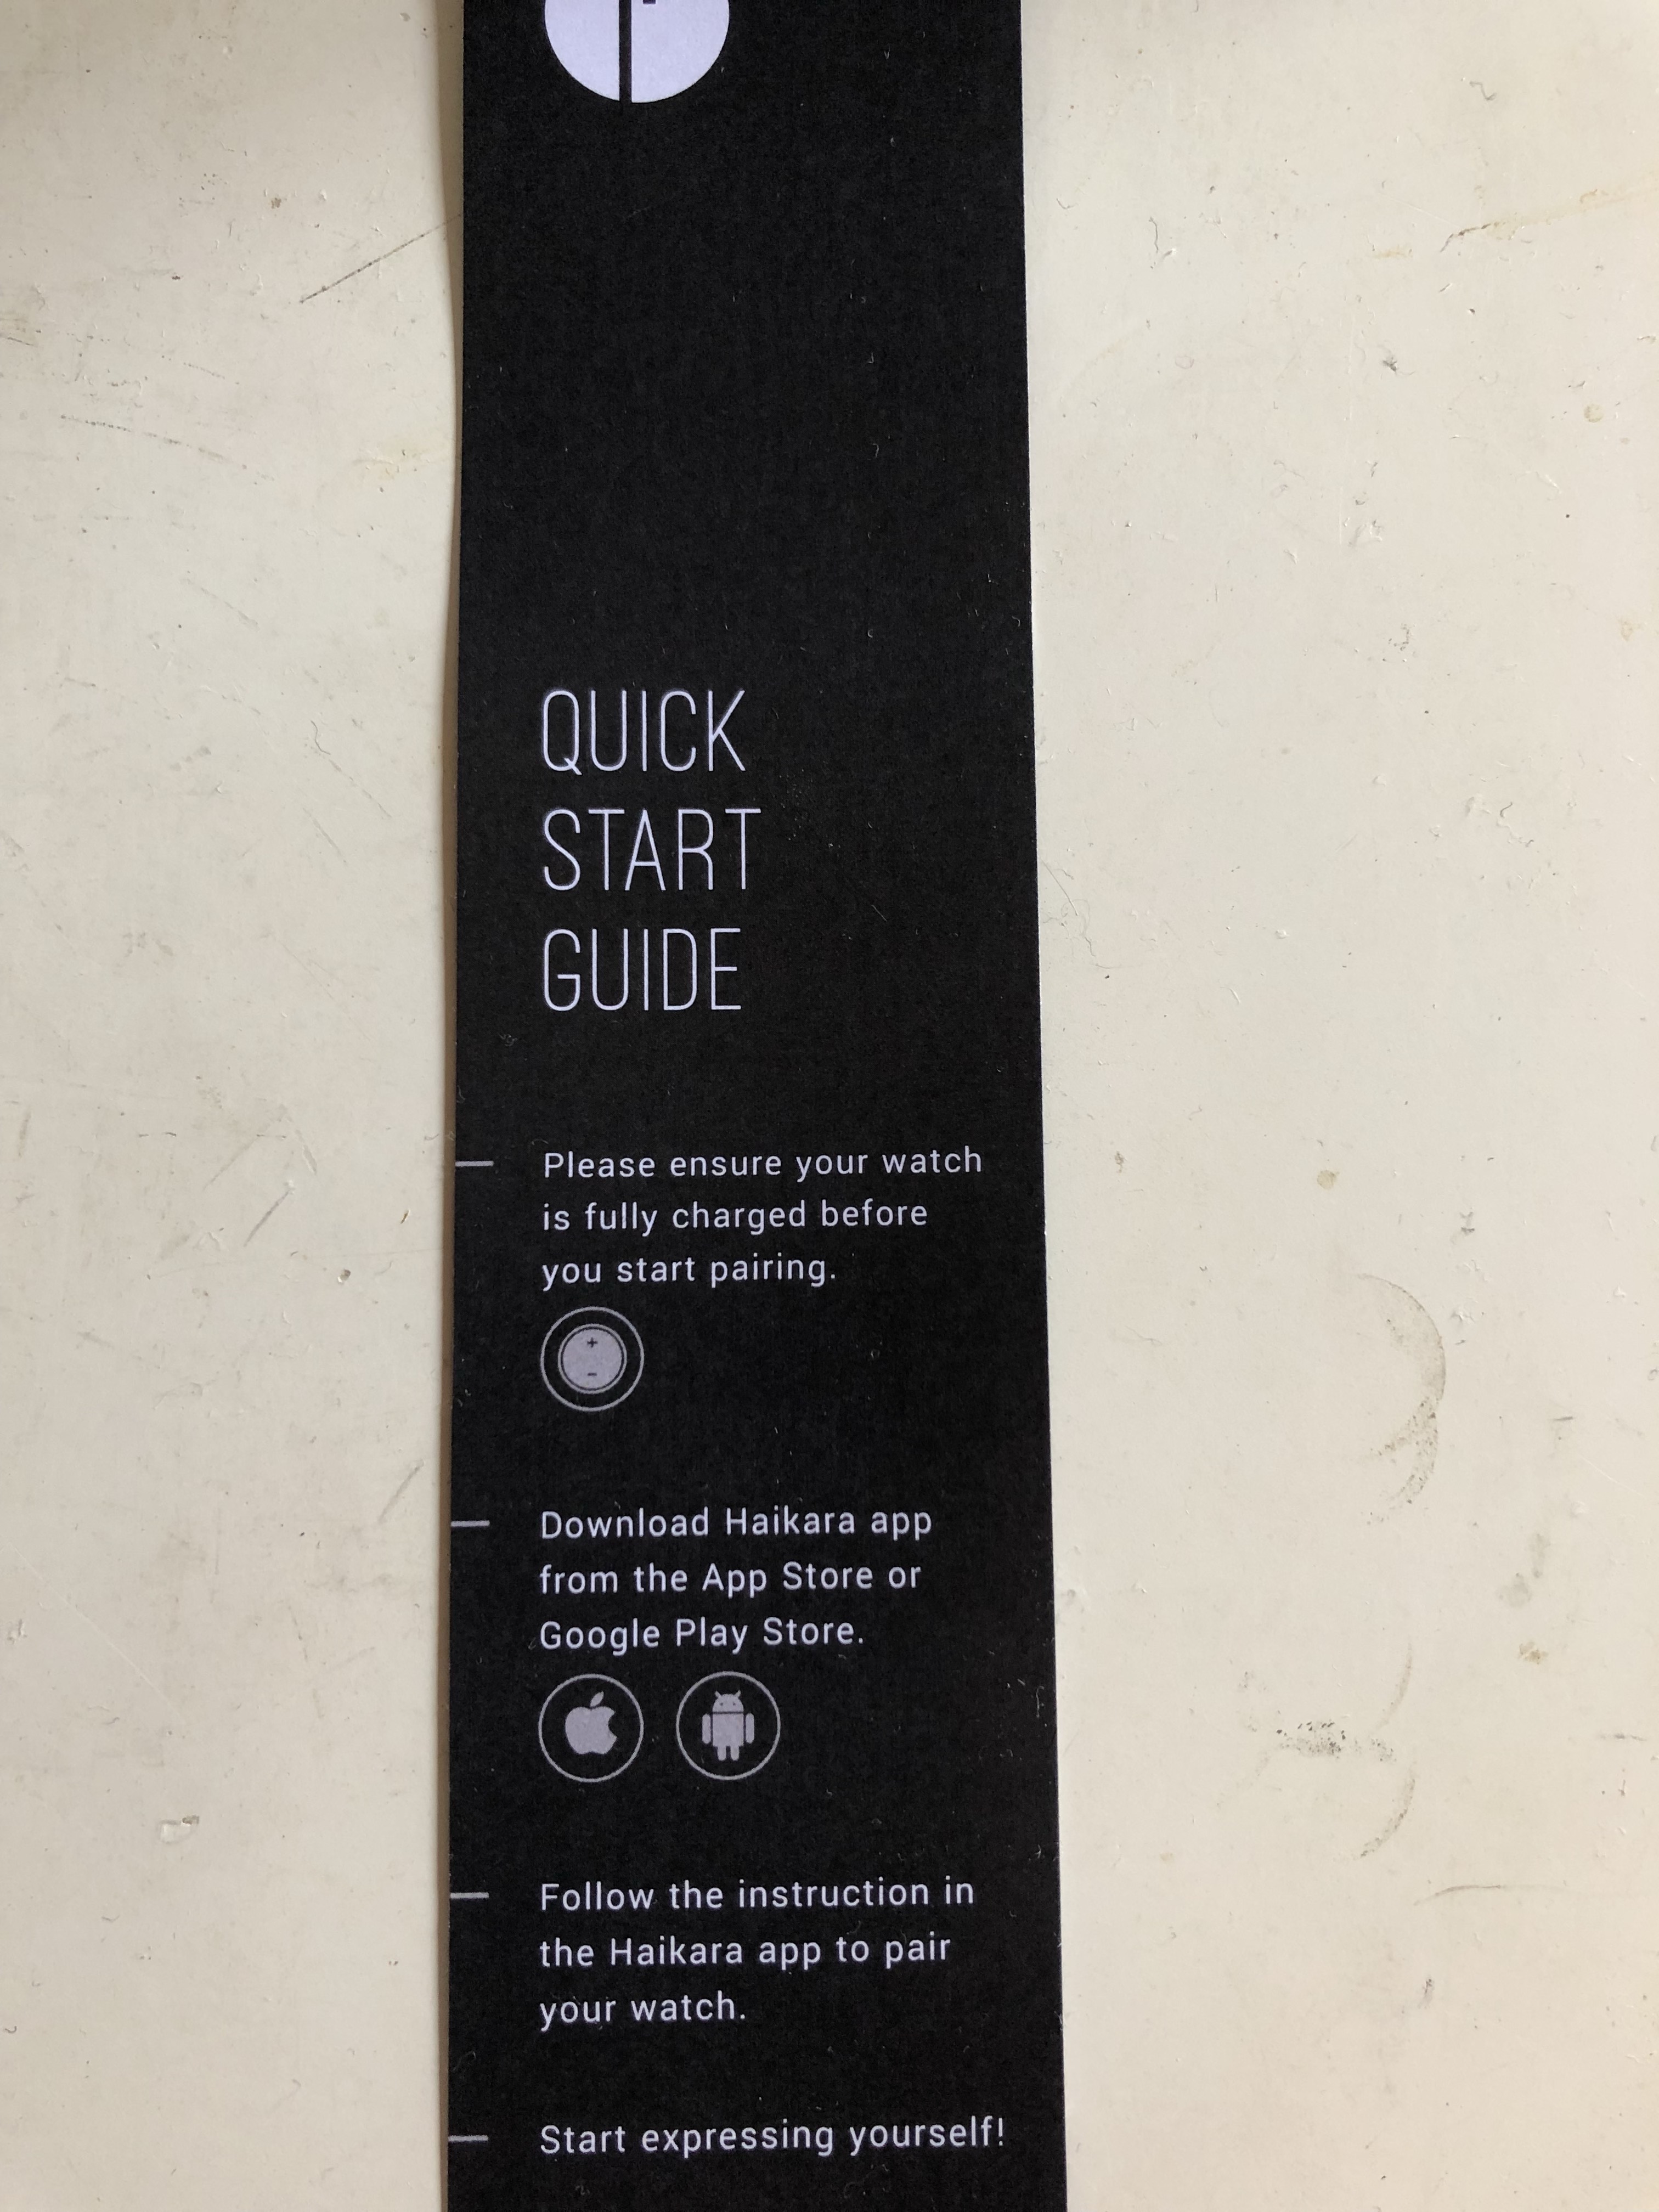 QUICK
START
GUIDE
Please ensure your watch
is fully charged before
you start pairing.
+
-
Download Haikara app
from the App Store or
Google Play Store.
Follow the instruction in
the Haikara app to pair
your watch.
Start expressing yourself!